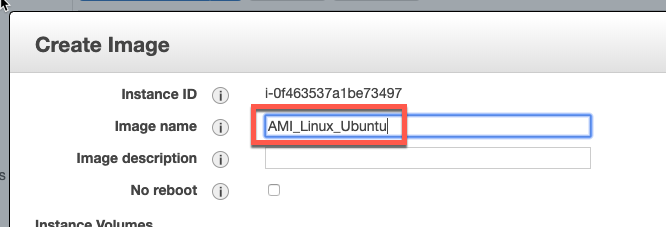 Create Image
Instance ID i-0f463537a1be73497
Image name AMI_Linux_Ubuntu
Image description
No reboot
Instance Volumes